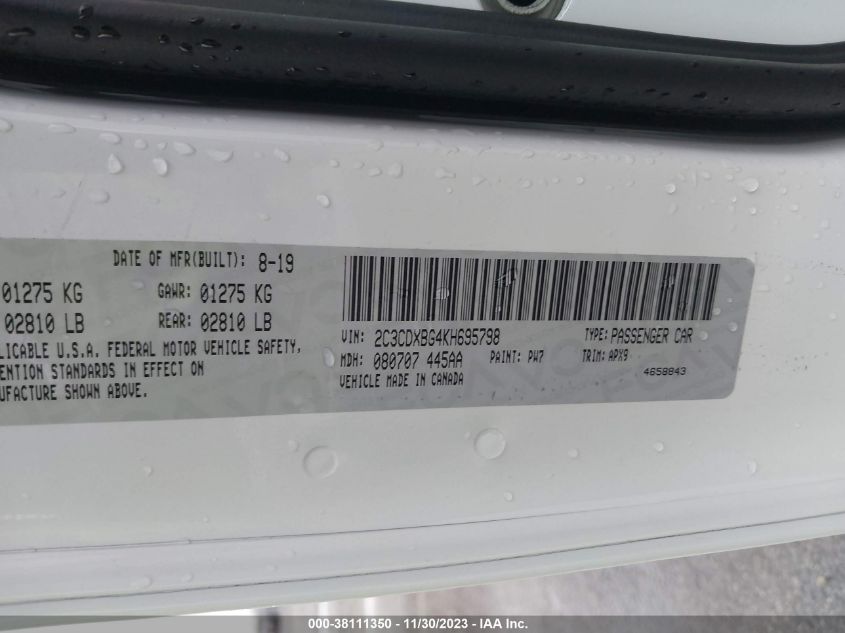 DATE OF MFR(BUILT): 8-19
01275 KG GAWR: 01275 KG
02810 LB REAR: 02810 LB
LICABLE U.S.A. FEDERAL MOTOR VEHICLE SAFETY,
ENTION STANDARDS IN EFFECT ON
UFACTURE SHOWN ABOVE.
VIN: 2C3CDXBG4KH695798 TYPE: PASSENGER CAR
MDH: 080707 445AA PAINT: PW7 TRIM: APX9
VEHICLE MADE IN CANADA 4658843
000-38111350 - 11/30/2023 - IAA Inc.